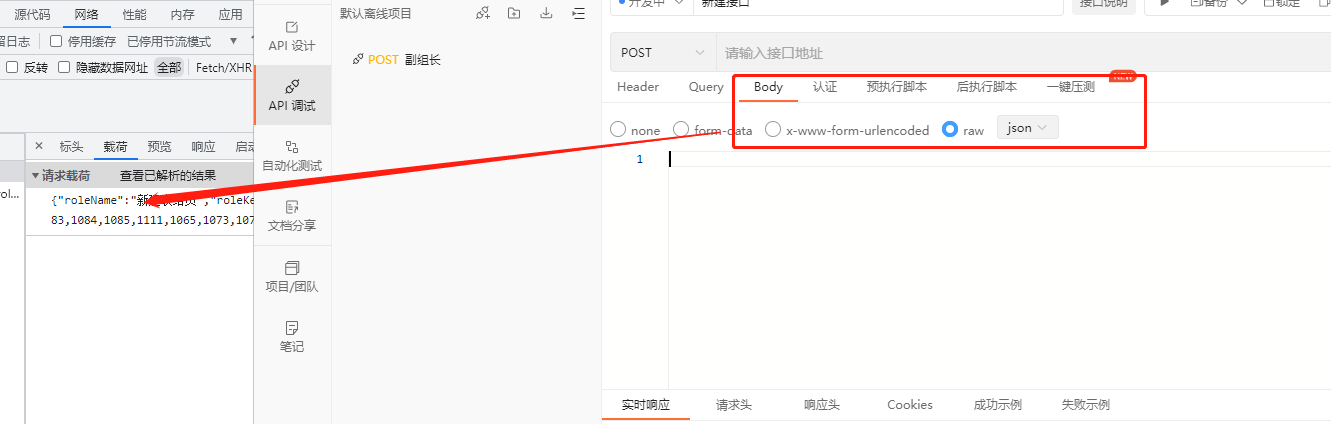 源代码 网络 性能 内存 应用
留日志 停用缓存 已停用节流模式
反转 隐藏数据网址 全部 Fetch/XHR
标头 载荷 预览 响应 启动
请求载荷 查看已解析的结果
{"roleName":"新
83,1084,1085,1111,1065,1073,107
rol...
API 设计
API 调试
自动化测试
文档分享
项目/团队
笔记
默认离线项目
POST 副组长
开发中 新建接口 接口说明 备份 锁定
POST 请输入接口地址
Header Query Body 认证 预执行脚本 后执行脚本 一键压测 NEW
none form-data x-www-form-urlencoded raw json
1
实时响应 请求头 响应头 Cookies 成功示例 失败示例